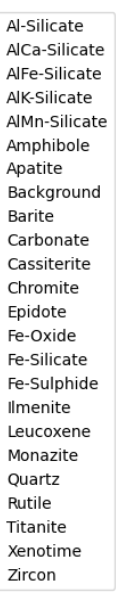 Al-Silicate
AlCa-Silicate
AlFe-Silicate
AlK-Silicate
AlMn-Silicate
Amphibole
Apatite
Background
Barite
Carbonate
Cassiterite
Chromite
Epidote
Fe-Oxide
Fe-Silicate
Fe-Sulphide
Ilmenite
Leucoxene
Monazite
Quartz
Rutile
Titanite
Xenotime
Zircon